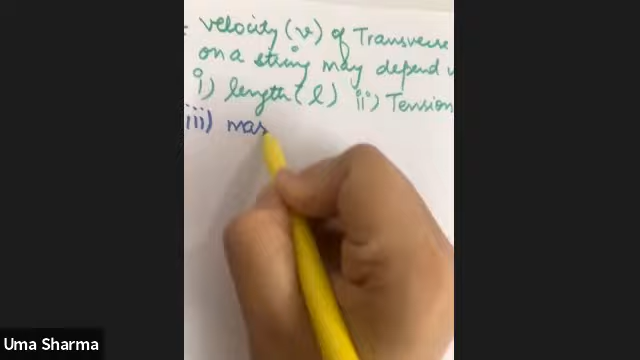 velocity (v) of Transverse
on a string may depend
i) length (l) ii) Tension
iii) mas
Uma Sharma